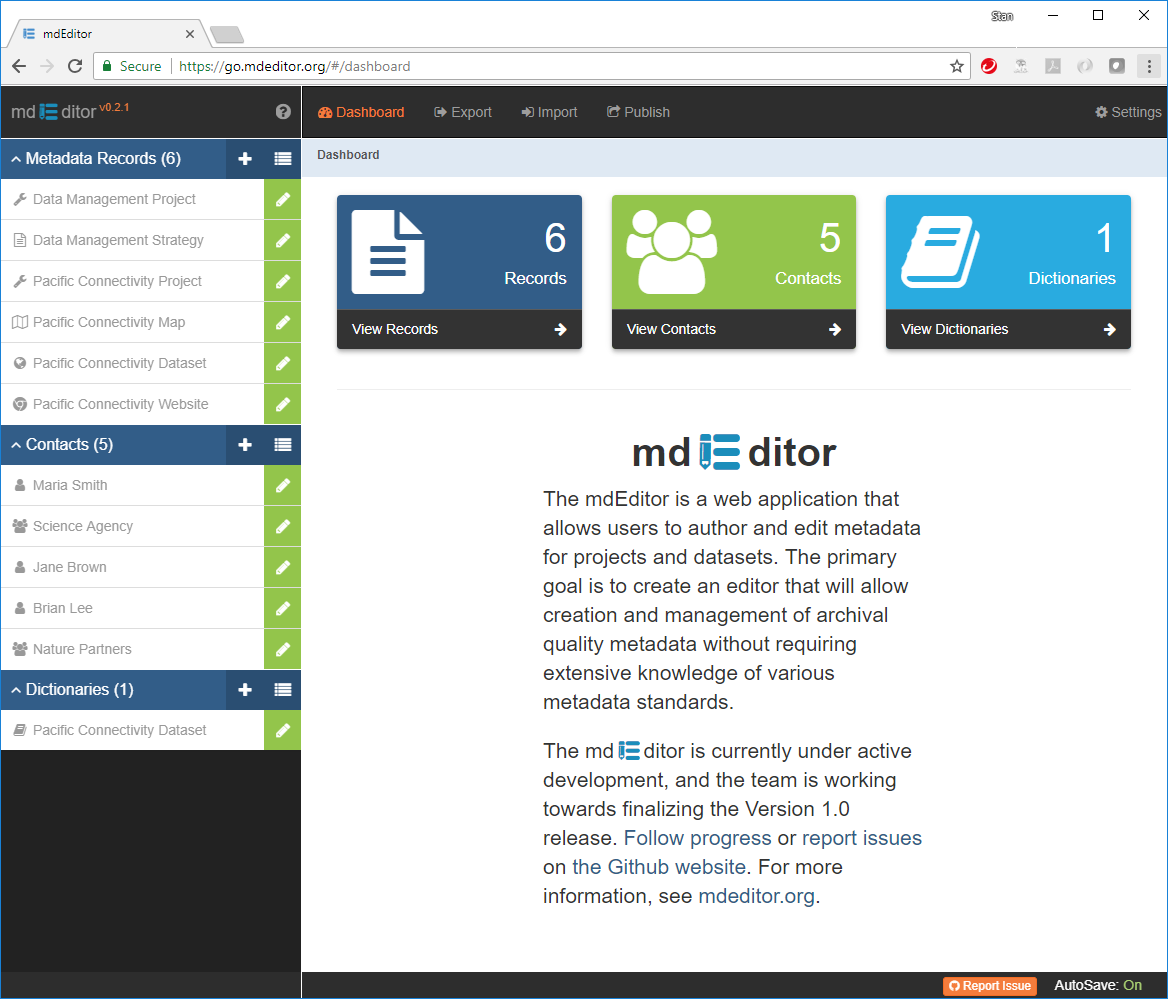 Stan
mdEditor
Secure https://go.mdeditor.org/#/dashboard
md ditor v0.2.1
Dashboard Export Import Publish Settings
Metadata Records (6)
Data Management Project
Data Management Strategy
Pacific Connectivity Project
Pacific Connectivity Map
Pacific Connectivity Dataset
Pacific Connectivity Website
Contacts (5)
Maria Smith
Science Agency
Jane Brown
Brian Lee
Nature Partners
Dictionaries (1)
Pacific Connectivity Dataset
Dashboard
6
Records
View Records
5
Contacts
View Contacts
1
Dictionaries
View Dictionaries
md ditor
The mdEditor is a web application that
allows users to author and edit metadata
for projects and datasets. The primary
goal is to create an editor that will allow
creation and management of archival
quality metadata without requiring
extensive knowledge of various
metadata standards.
The md ditor is currently under active
development, and the team is working
towards finalizing the Version 1.0
release. Follow progress or report issues
on the Github website. For more
information, see mdeditor.org.
Report Issue AutoSave: On